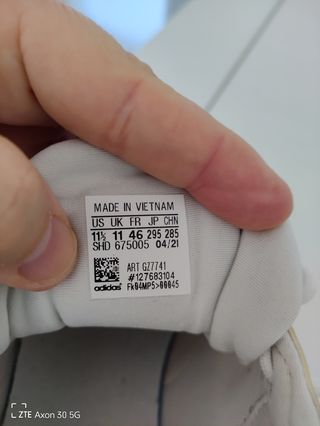 MADE IN VIETNAM
US UK FR JP CHN
11½ 11 46 295 285
SHD 675005 04/21
ART GZ7741
#127683104
adidas FK04MP5>00045
ZTE Axon 30 5G